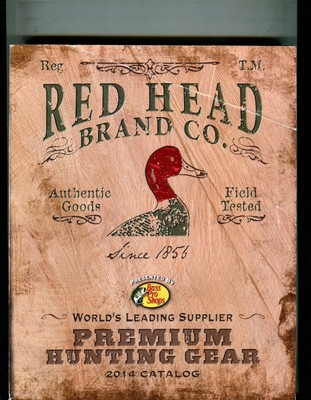 Reg. T.M.
RED HEAD
BRAND CO.
Authentic Goods
Field Tested
Since 1856
PRESENTED BY
Bass Pro Shops
WORLD'S LEADING SUPPLIER
PREMIUM
HUNTING GEAR
2014 CATALOG